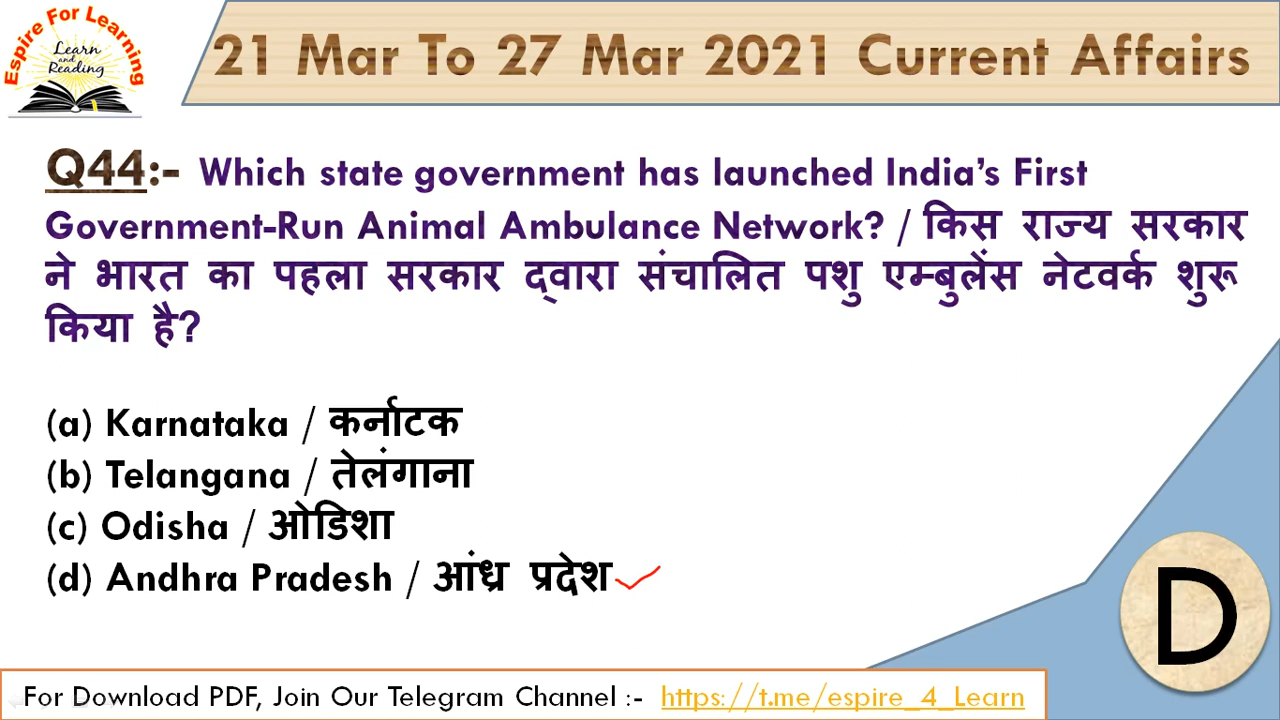 Espire For Learning
Learn
and
Reading
21 Mar To 27 Mar 2021 Current Affairs
Q44:- Which state government has launched India’s First
Government-Run Animal Ambulance Network? / किस राज्य सरकार
ने भारत का पहला सरकार द्वारा संचालित पशु एम्बुलेंस नेटवर्क शुरू
किया है?
(a) Karnataka / कर्नाटक
(b) Telangana / तेलंगाना
(c) Odisha / ओडिशा
(d) Andhra Pradesh / आंध्र प्रदेश
D
For Download PDF, Join Our Telegram Channel :- https://t.me/espire_4_Learn